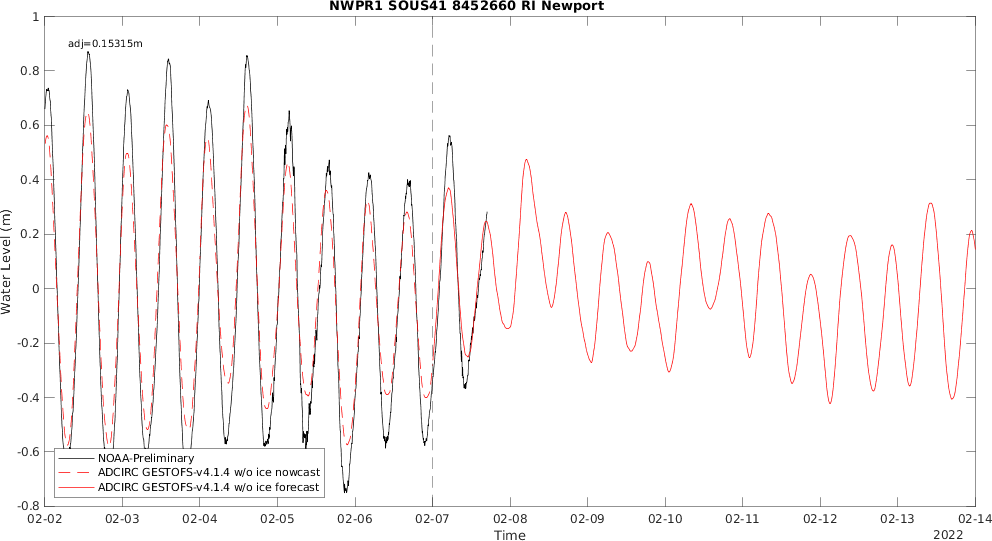 NWPR1 SOUS41 8452660 RI Newport
adj=0.15315m
1
0.8
0.6
0.4
0.2
0
-0.2
-0.4
-0.6
-0.8
Water Level (m)
NOAA-Preliminary
ADCIRC GESTOFS-v4.1.4 w/o ice nowcast
ADCIRC GESTOFS-v4.1.4 w/o ice forecast
02-02 02-03 02-04 02-05 02-06 02-07 02-08 02-09 02-10 02-11 02-12 02-13 02-14
Time
2022